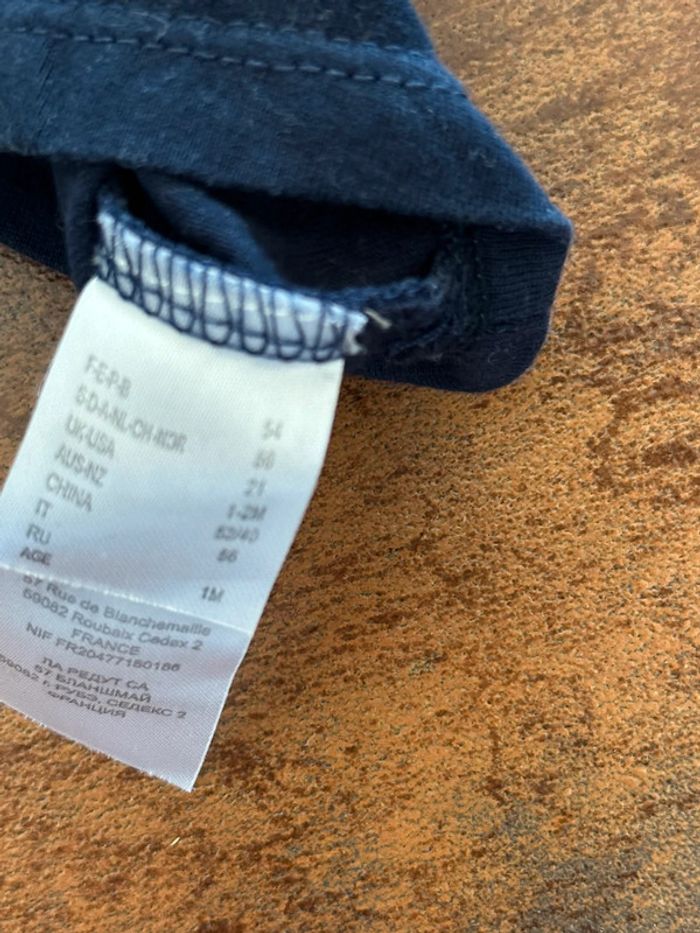 F-E-P-B 54
S-D-A-NL-CH-NOR 56
UK-USA 21
AUS-NZ 1-2M
CHINA 52/40
IT 56
RU
AGE 1M
57 Rue de Blanchemaille
59082 Roubaix Cedex 2
FRANCE
NIF FR20477180186
ЛА РЕДУТ СА
57 БЛАНШМАЙ
59082 г. РУБЭ, СЕДЕКС 2
ФРАНЦИЯ